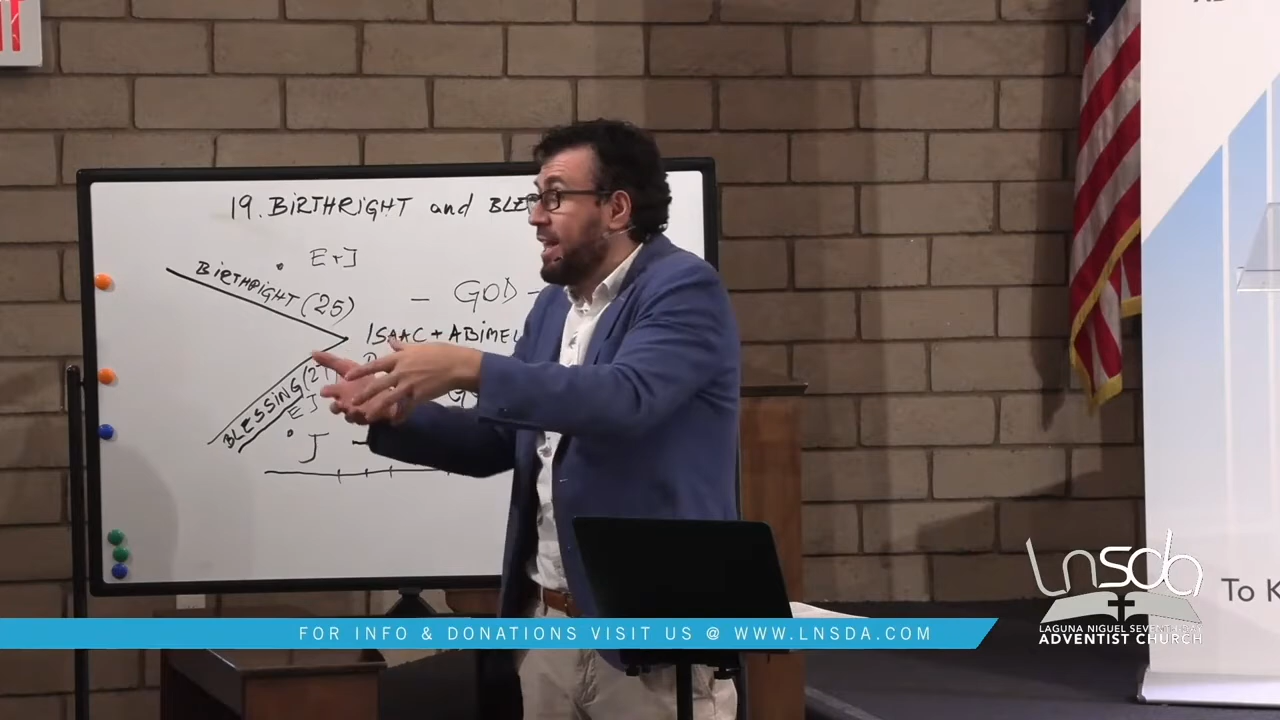 19. BIRTHRIGHT and
E + J
BIRTHRIGHT (25)
- GOD -
ISAAC + ABIMEL
BLESSING
E J
J
FOR INFO & DONATIONS VISIT US @ WWW.LNSDA.COM
Lnsda
LAGUNA NIGUEL SEVENTH-DAY
ADVENTIST CHURCH
To K